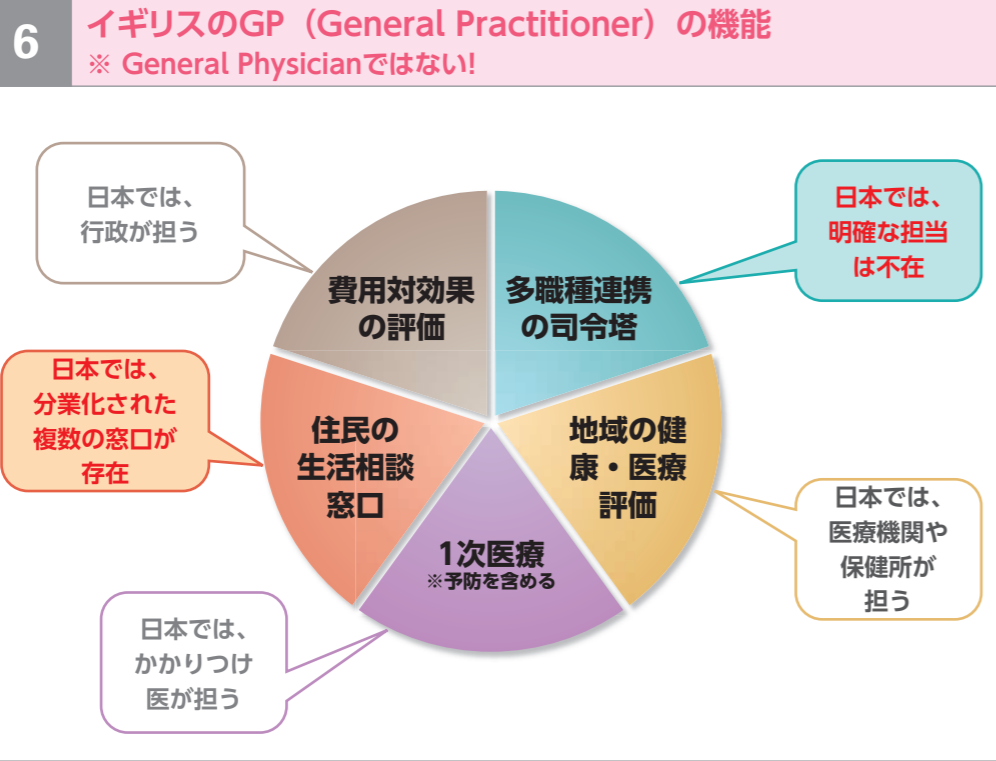 6
イギリスのGP（General Practitioner）の機能
※ General Physicianではない!
日本では、
行政が担う
日本では、
明確な担当
は不在
費用対効果
の評価
多職種連携
の司令塔
日本では、
分業化された
複数の窓口が
存在
住民の
生活相談
窓口
地域の健
康・医療
評価
日本では、
医療機関や
保健所が
担う
1次医療
※予防を含める
日本では、
かかりつけ
医が担う